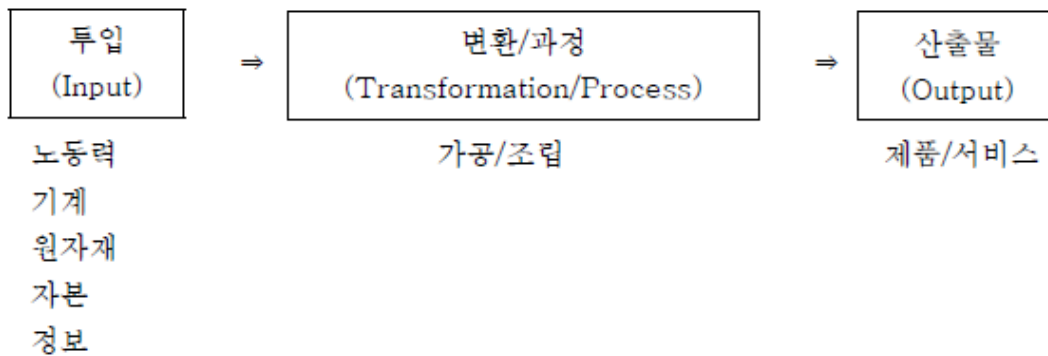 투입 ⇒ 변환/과정 ⇒ 산출물
(Input) (Transformation/Process) (Output)
노동력 가공/조립 제품/서비스
기계
원자재
자본
정보